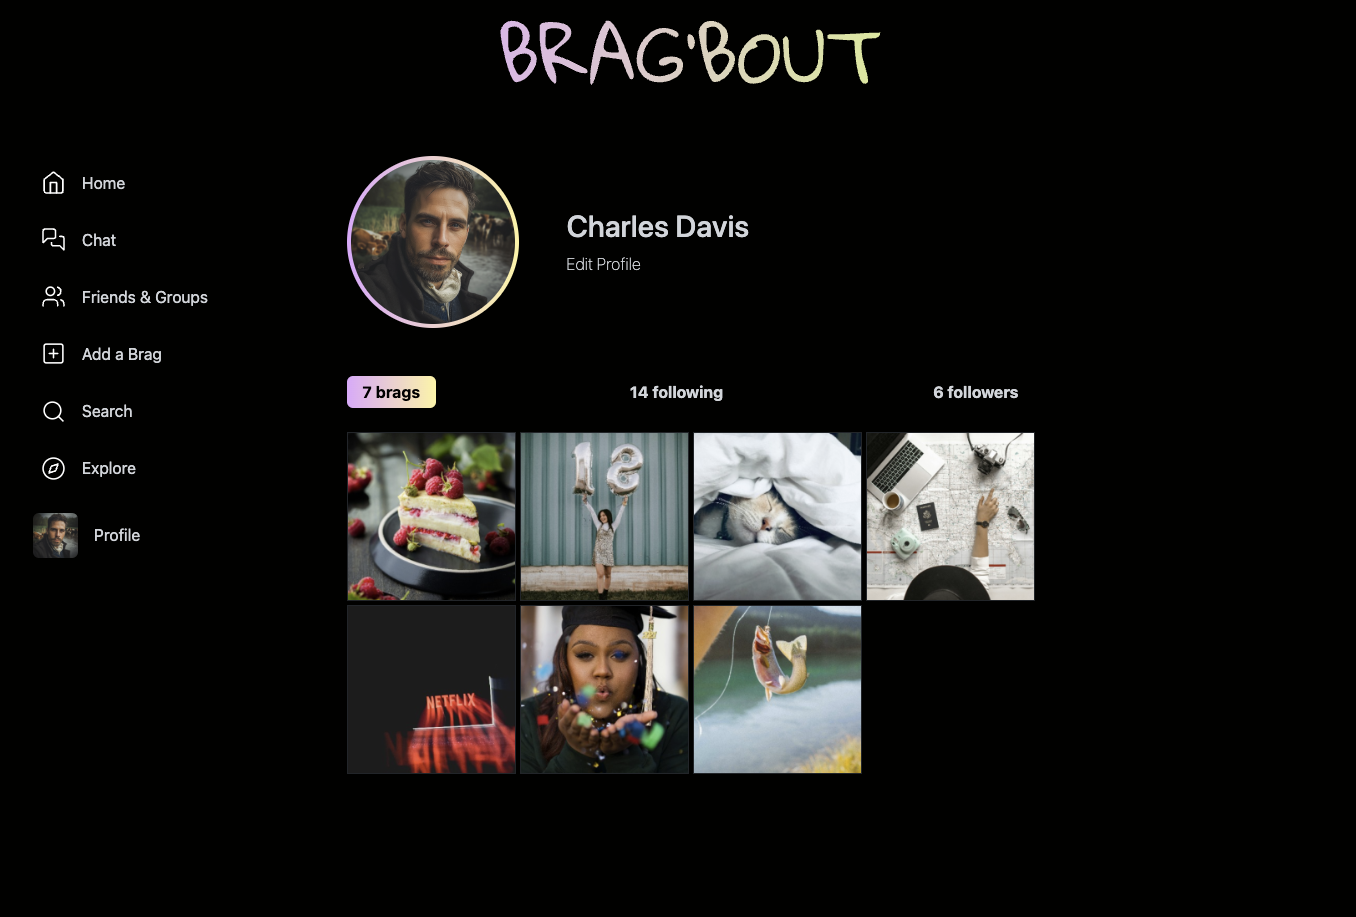 BRAG'BOUT
Home
Chat
Friends & Groups
Add a Brag
Search
Explore
Profile
Charles Davis
Edit Profile
7 brags
14 following
6 followers
18
NETFLIX